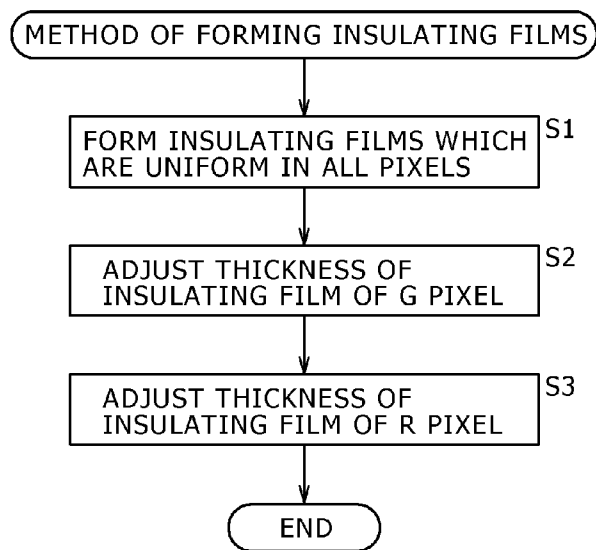 METHOD OF FORMING INSULATING FILMS
S1
FORM INSULATING FILMS WHICH
ARE UNIFORM IN ALL PIXELS
S2
ADJUST THICKNESS OF
INSULATING FILM OF G PIXEL
S3
ADJUST THICKNESS OF
INSULATING FILM OF R PIXEL
END